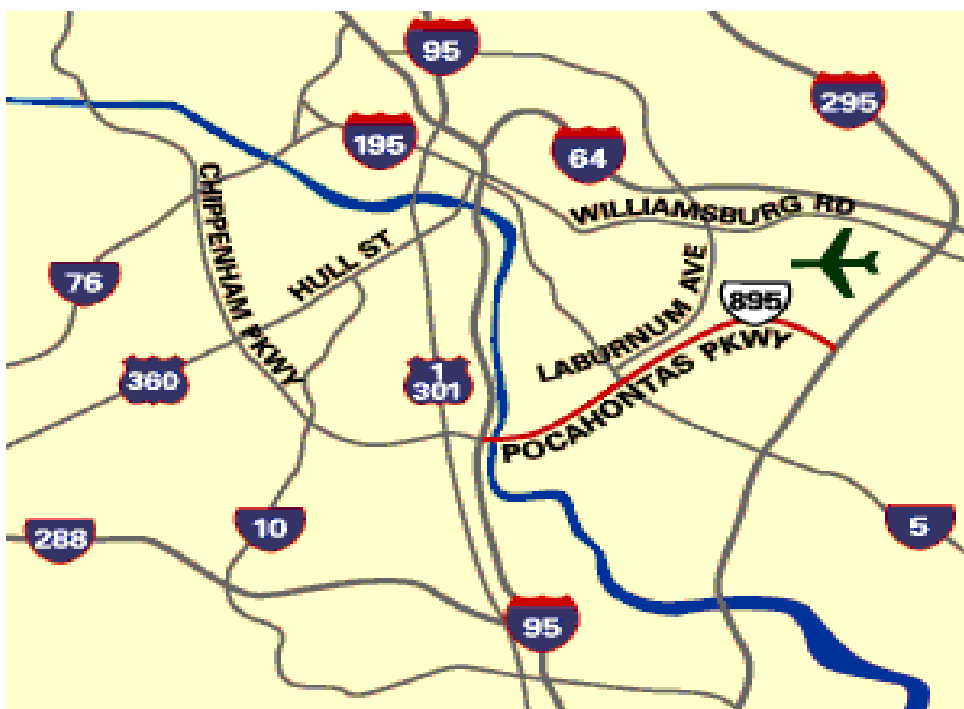 95
295
195
64
WILLIAMSBURG RD
CHIPPENHAM PKWY
HULL ST
76
LABURNUM AVE
895
POCAHONTAS PKWY
360
1
301
288
10
5
95